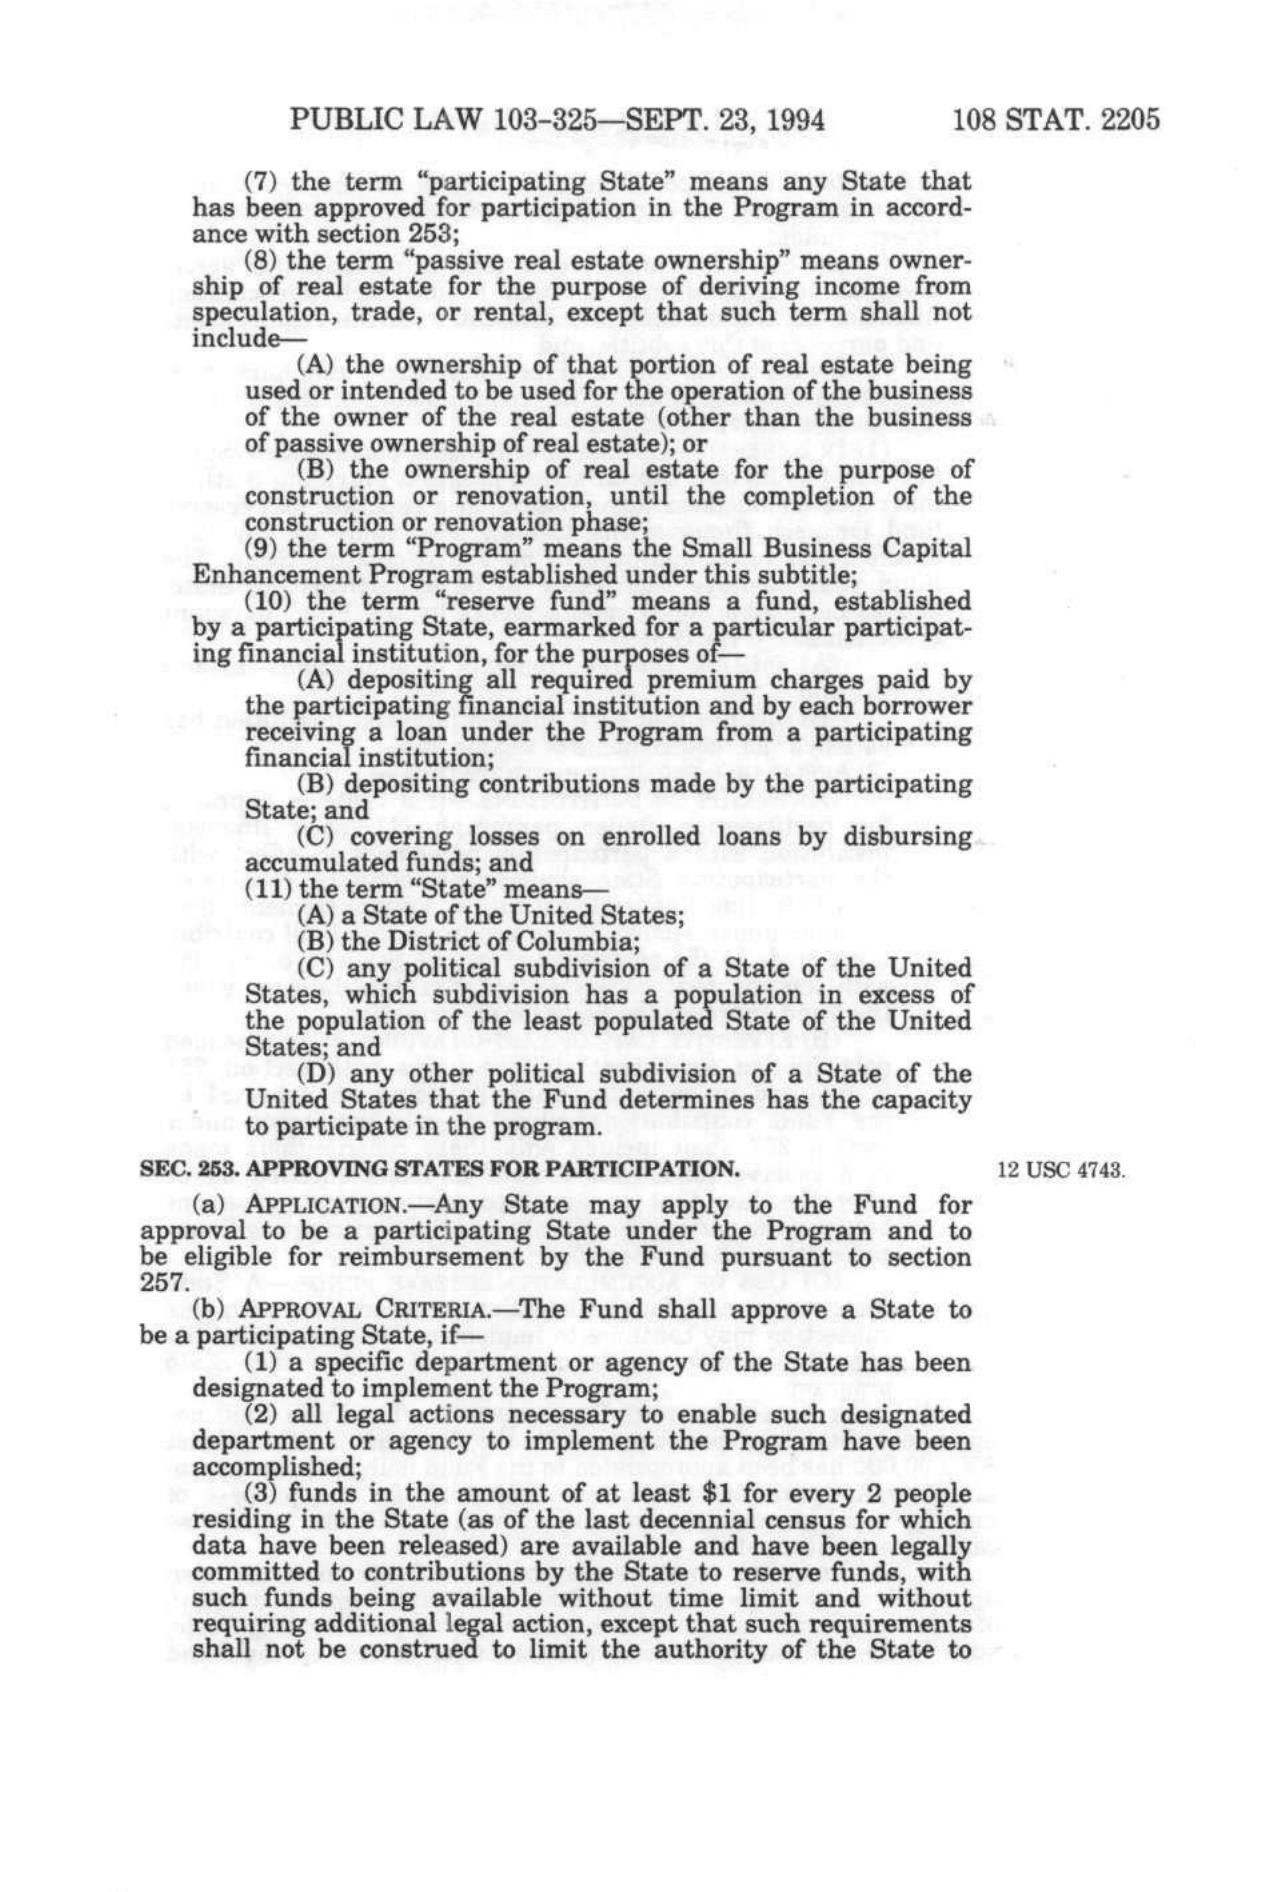 PUBLIC LAW 103–325—SEPT. 23, 1994 108 STAT. 2205
(7) the term “participating State” means any State that
has been approved for participation in the Program in accord-
ance with section 253;
(8) the term “passive real estate ownership” means owner-
ship of real estate for the purpose of deriving income from
speculation, trade, or rental, except that such term shall not
include—
(A) the ownership of that portion of real estate being
used or intended to be used for the operation of the business
of the owner of the real estate (other than the business
of passive ownership of real estate); or
(B) the ownership of real estate for the purpose of
construction or renovation, until the completion of the
construction or renovation phase;
(9) the term “Program” means the Small Business Capital
Enhancement Program established under this subtitle;
(10) the term “reserve fund” means a fund, established
by a participating State, earmarked for a particular participat-
ing financial institution, for the purposes of—
(A) depositing all required premium charges paid by
the participating financial institution and by each borrower
receiving a loan under the Program from a participating
financial institution;
(B) depositing contributions made by the participating
State; and
(C) covering losses on enrolled loans by disbursing
accumulated funds; and
(11) the term “State” means—
(A) a State of the United States;
(B) the District of Columbia;
(C) any political subdivision of a State of the United
States, which subdivision has a population in excess of
the population of the least populated State of the United
States; and
(D) any other political subdivision of a State of the
United States that the Fund determines has the capacity
to participate in the program.
SEC. 253. APPROVING STATES FOR PARTICIPATION. 12 USC 4743.
(a) APPLICATION.—Any State may apply to the Fund for
approval to be a participating State under the Program and to
be eligible for reimbursement by the Fund pursuant to section
257.
(b) APPROVAL CRITERIA.—The Fund shall approve a State to
be a participating State, if—
(1) a specific department or agency of the State has been
designated to implement the Program;
(2) all legal actions necessary to enable such designated
department or agency to implement the Program have been
accomplished;
(3) funds in the amount of at least $1 for every 2 people
residing in the State (as of the last decennial census for which
data have been released) are available and have been legally
committed to contributions by the State to reserve funds, with
such funds being available without time limit and without
requiring additional legal action, except that such requirements
shall not be construed to limit the authority of the State to